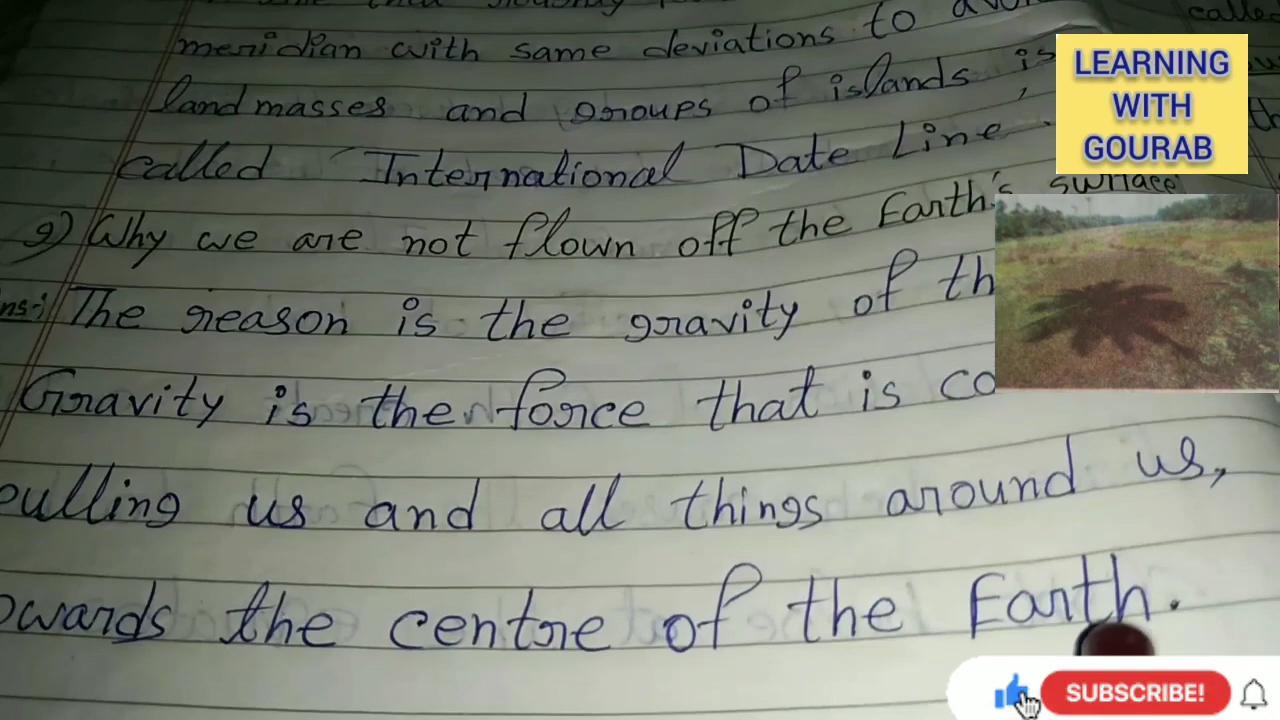 meridian with same deviations to
landmasses and groups of islands, is
called International Date Line.
g) Why we are not flown off the Earth's surface
Ans:- The reason is the gravity of th
Gravity is the force that is co
pulling us and all things around us,
towards the centre of the Earth.
LEARNING
WITH
GOURAB
SUBSCRIBE!